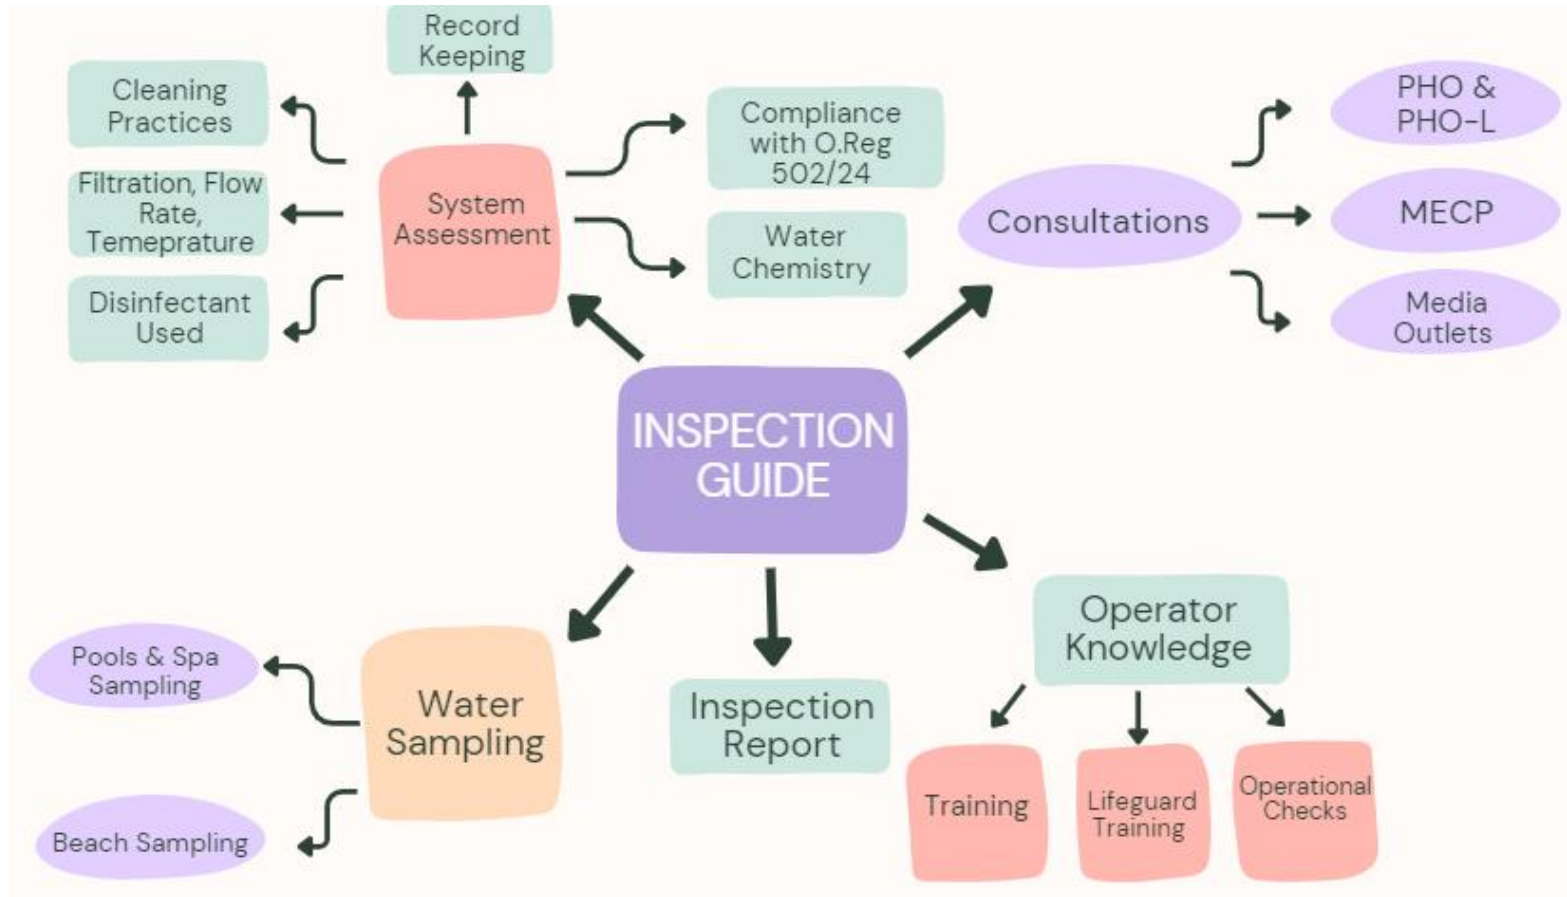 Record
Keeping
Cleaning
Practices
Filtration, Flow
Rate,
Temeprature
Disinfectant
Used
System
Assessment
Compliance
with O.Reg
502/24
Water
Chemistry
Consultations
PHO &
PHO-L
MECP
Media
Outlets
INSPECTION
GUIDE
Pools & Spa
Sampling
Beach Sampling
Water
Sampling
Inspection
Report
Operator
Knowledge
Training
Lifeguard
Training
Operational
Checks